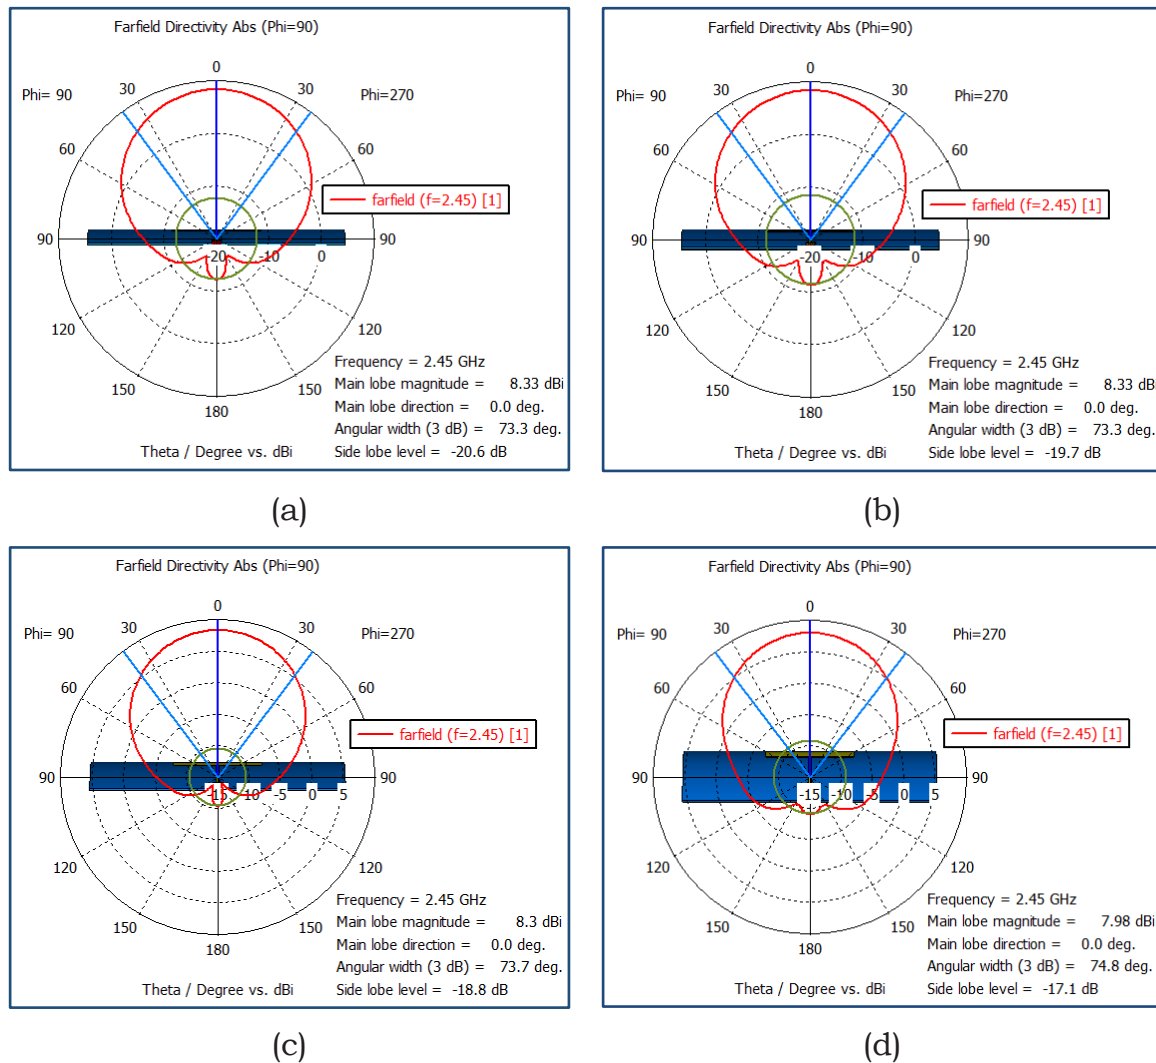 Farfield Directivity Abs (Phi=90)
0
Phi= 90 30 30 Phi=270
60 60
farfield (f=2.45) [1]
90 90
-20 -10 0
120 120
Frequency = 2.45 GHz
150 150 Main lobe magnitude = 8.33 dBi
180 Main lobe direction = 0.0 deg.
Angular width (3 dB) = 73.3 deg.
Theta / Degree vs. dBi Side lobe level = -20.6 dB
(a)
Farfield Directivity Abs (Phi=90)
0
Phi= 90 30 30 Phi=270
60 60
farfield (f=2.45) [1]
90 90
-20 -10 0
120 120
Frequency = 2.45 GHz
150 150 Main lobe magnitude = 8.33 dBi
180 Main lobe direction = 0.0 deg.
Angular width (3 dB) = 73.3 deg.
Theta / Degree vs. dBi Side lobe level = -19.7 dB
(b)
Farfield Directivity Abs (Phi=90)
0
Phi= 90 30 30 Phi=270
60 60
farfield (f=2.45) [1]
90 90
-15 -10 -5 0 5
120 120
Frequency = 2.45 GHz
150 150 Main lobe magnitude = 8.3 dBi
180 Main lobe direction = 0.0 deg.
Angular width (3 dB) = 73.7 deg.
Theta / Degree vs. dBi Side lobe level = -18.8 dB
(c)
Farfield Directivity Abs (Phi=90)
0
Phi= 90 30 30 Phi=270
60 60
farfield (f=2.45) [1]
90 90
-15 -10 -5 0 5
120 120
Frequency = 2.45 GHz
150 150 Main lobe magnitude = 7.98 dBi
180 Main lobe direction = 0.0 deg.
Angular width (3 dB) = 74.8 deg.
Theta / Degree vs. dBi Side lobe level = -17.1 dB
(d)